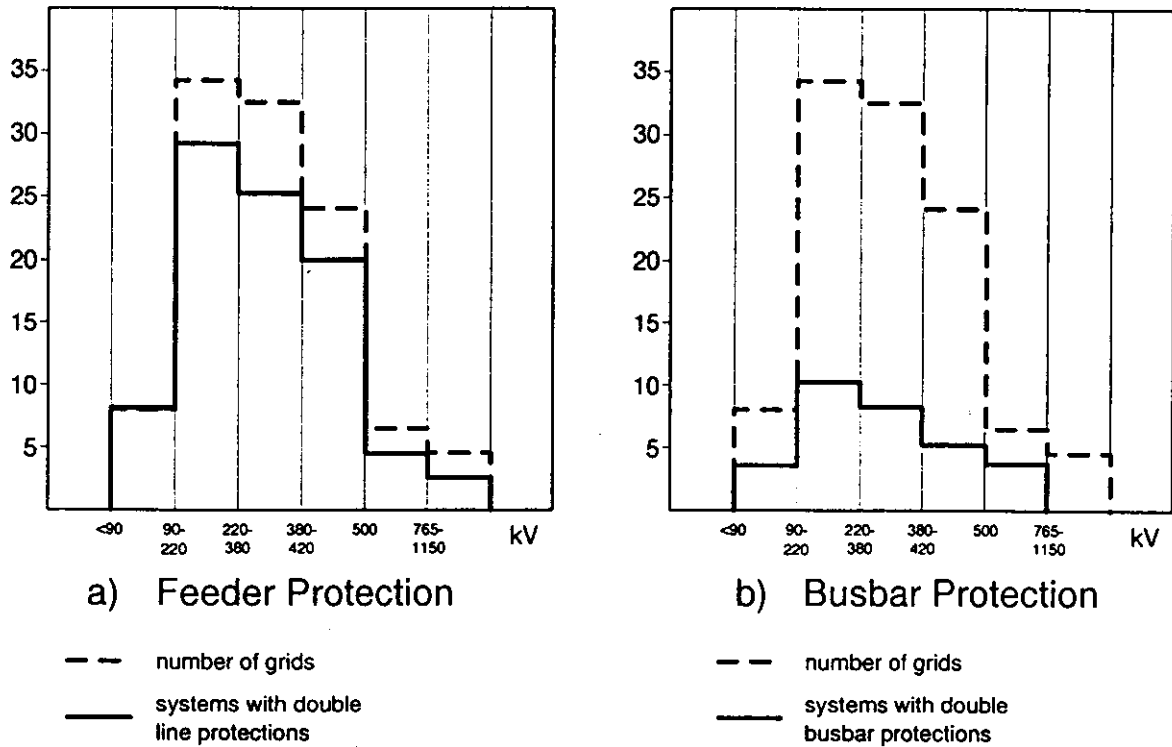 35
30
25
20
15
10
5
<90 90-220 220-380 380-420 500 765-1150 kV
a) Feeder Protection
number of grids
systems with double
line protections
35
30
25
20
15
10
5
<90 90-220 220-380 380-420 500 765-1150 kV
b) Busbar Protection
number of grids
systems with double
busbar protections